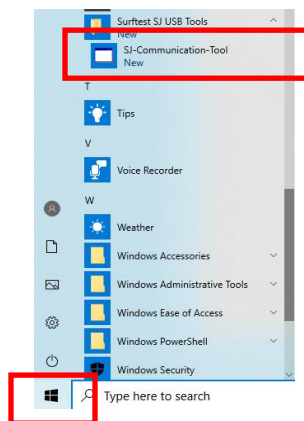 Surftest SJ USB Tools
New
SJ-Communication-Tool
New
T
Tips
V
Voice Recorder
W
Weather
Windows Accessories
Windows Administrative Tools
Windows Ease of Access
Windows PowerShell
Windows Security
Type here to search